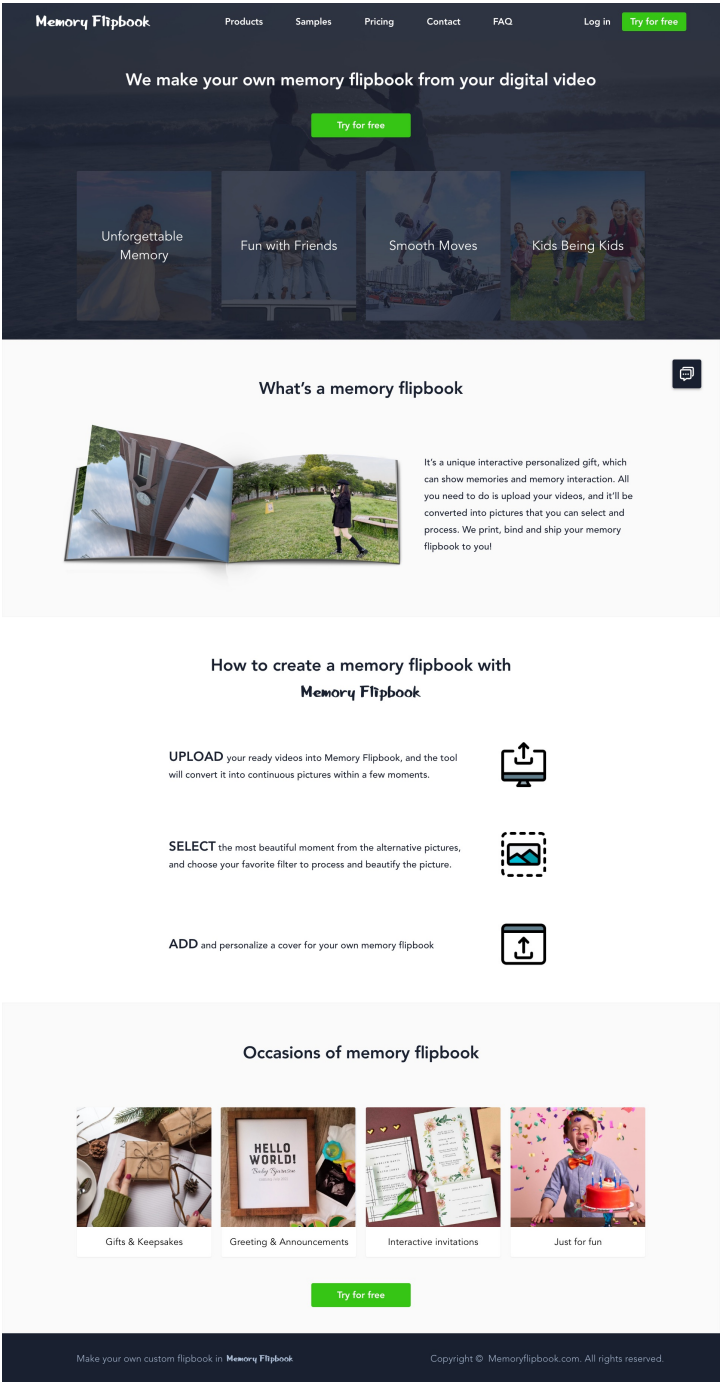 Memory Flipbook
Products
Samples
Pricing
Contact
FAQ
Log in
Try for free
We make your own memory flipbook from your digital video
Try for free
Unforgettable
Memory
Fun with Friends
Smooth Moves
Kids Being Kids
What's a memory flipbook
It's a unique interactive personalized gift, which
can show memories and memory interaction. All
you need to do is upload your videos, and it'll be
converted into pictures that you can select and
process. We print, bind and ship your memory
flipbook to you!
How to create a memory flipbook with
Memory Flipbook
UPLOAD your ready videos into Memory Flipbook, and the tool
will convert it into continuous pictures within a few moments.
SELECT the most beautiful moment from the alternative pictures,
and choose your favorite filter to process and beautify the picture.
ADD and personalize a cover for your own memory flipbook
Occasions of memory flipbook
HELLO
WORLD!
Gifts & Keepsakes
Greeting & Announcements
Interactive invitations
Just for fun
Try for free
Make your own custom flipbook in Memory Flipbook
Copyright © Memoryflipbook.com. All rights reserved.